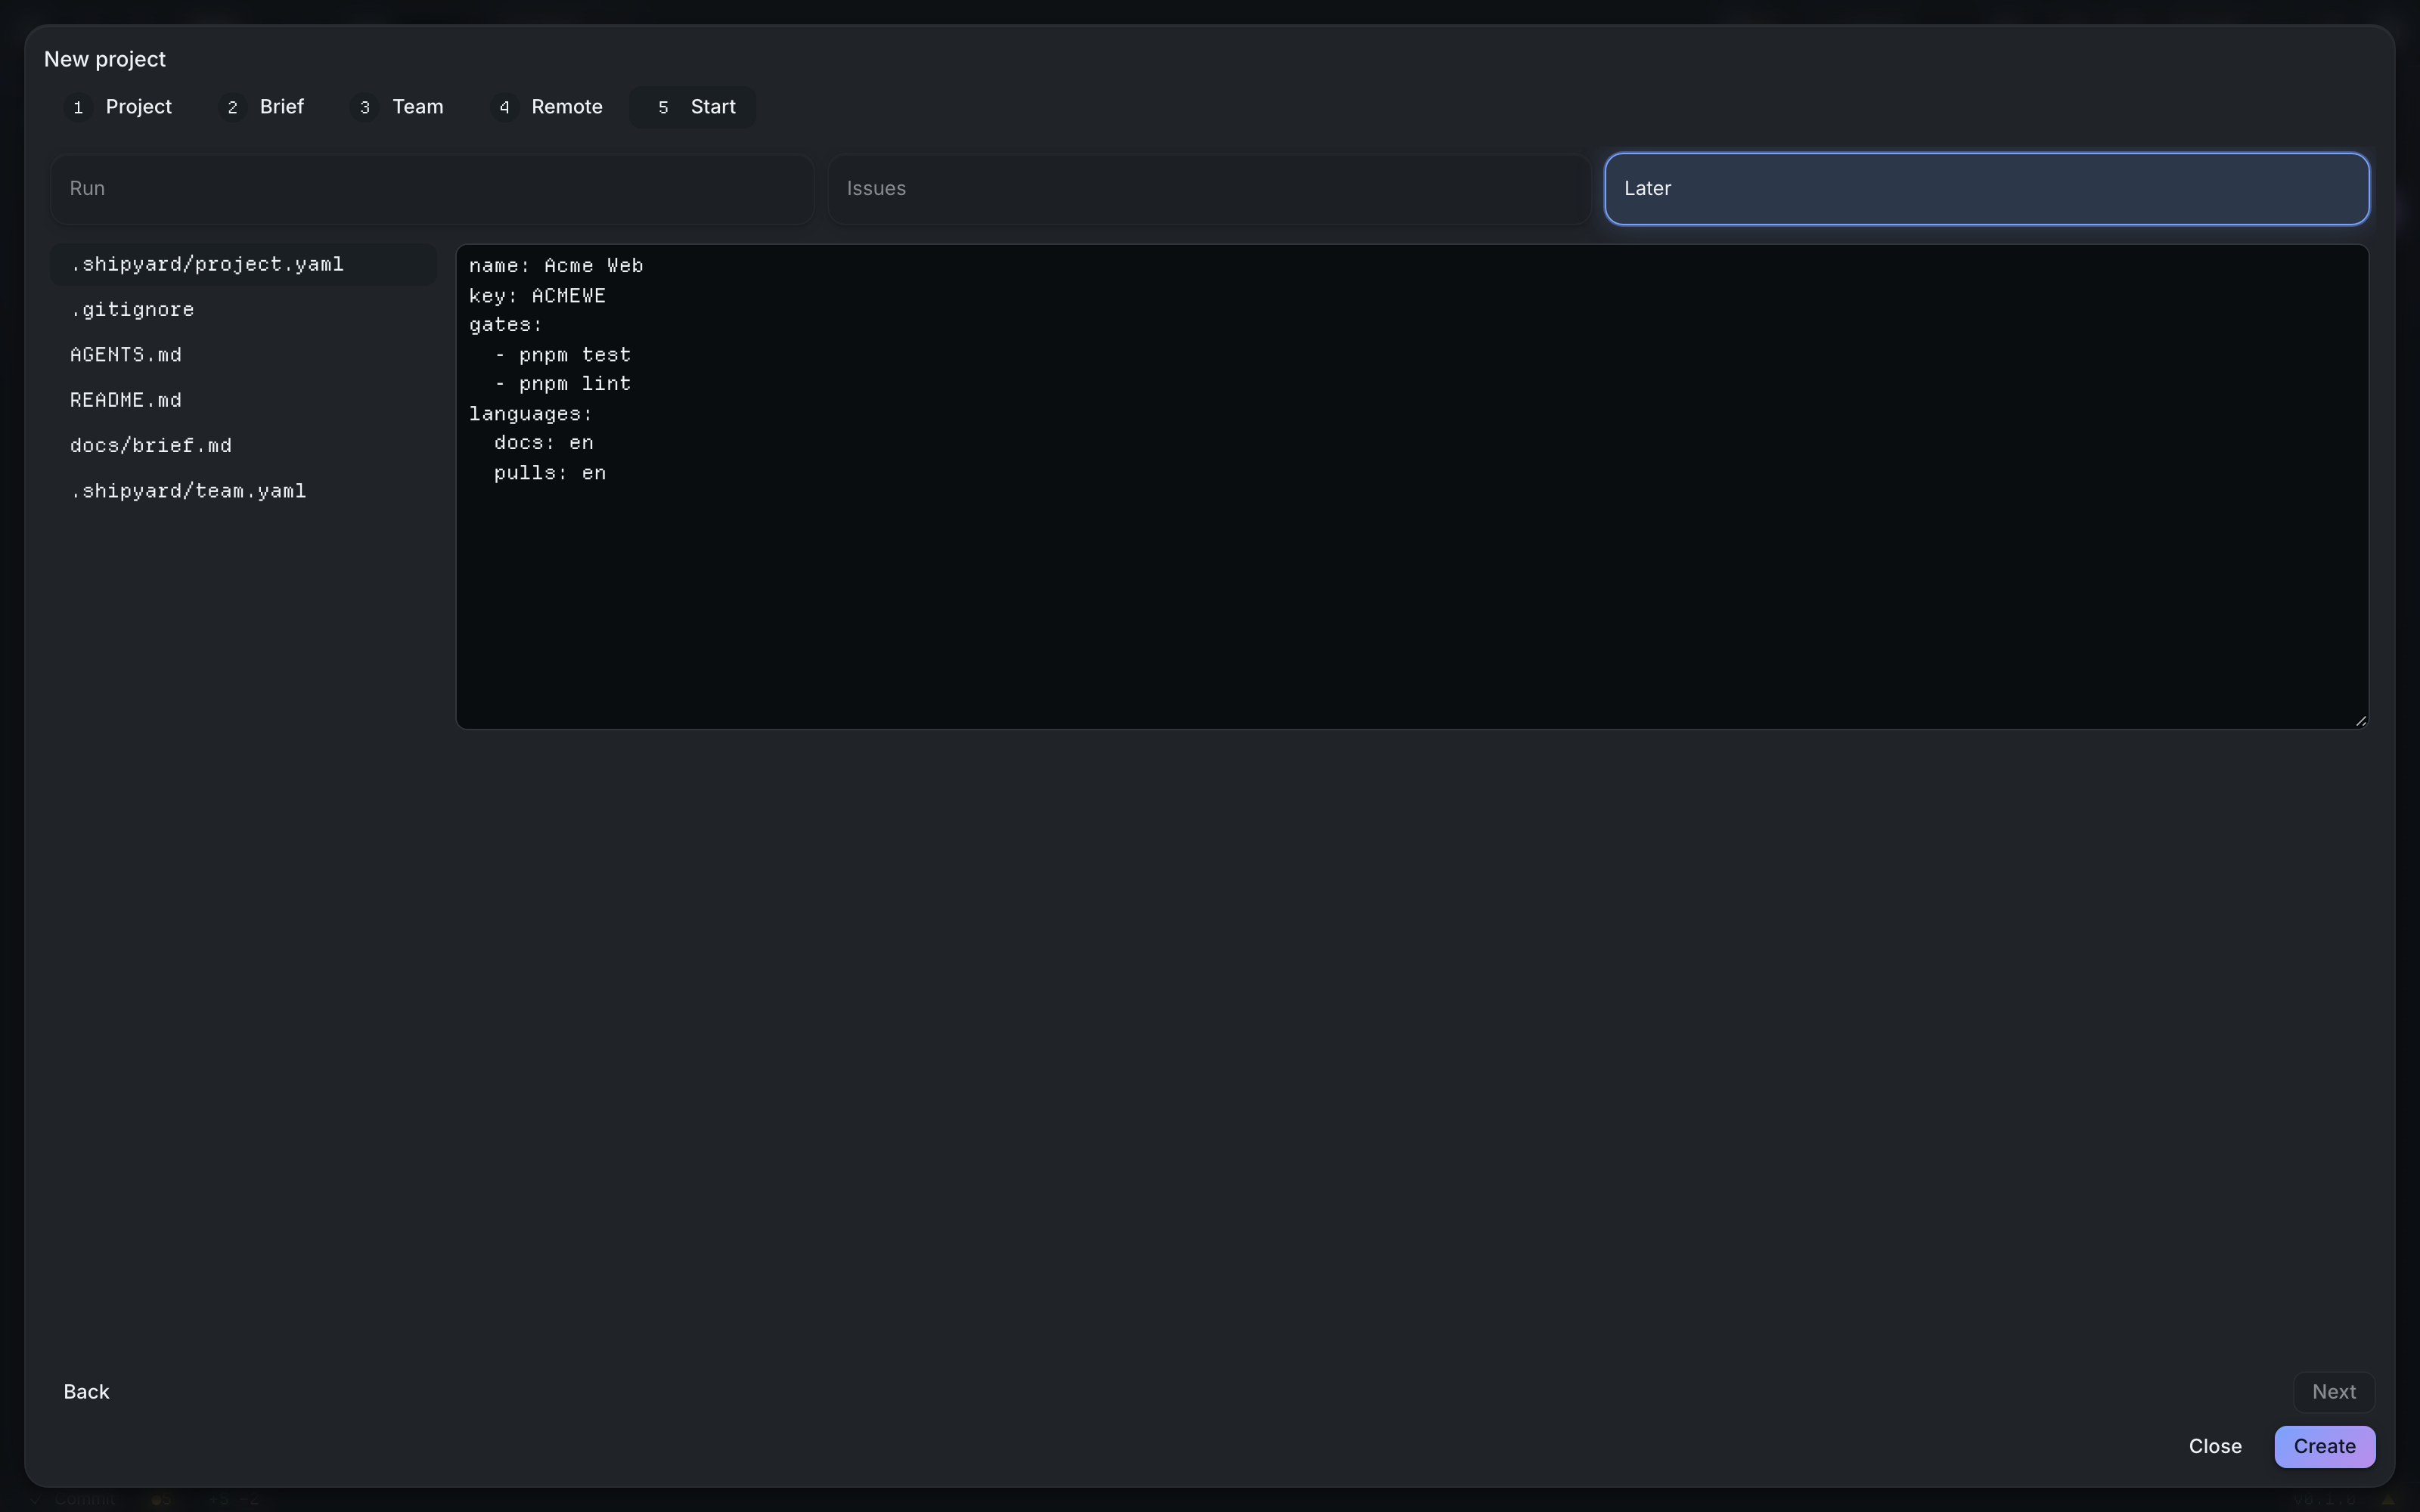 New project
1 Project 2 Brief 3 Team 4 Remote 5 Start
Run
Issues
Later
.shipyard/project.yaml
.gitignore
AGENTS.md
README.md
docs/brief.md
.shipyard/team.yaml
name: Acme Web
key: ACMEWE
gates:
  - pnpm test
  - pnpm lint
languages:
  docs: en
  pulls: en
Back
Next
Close
Create
Commit